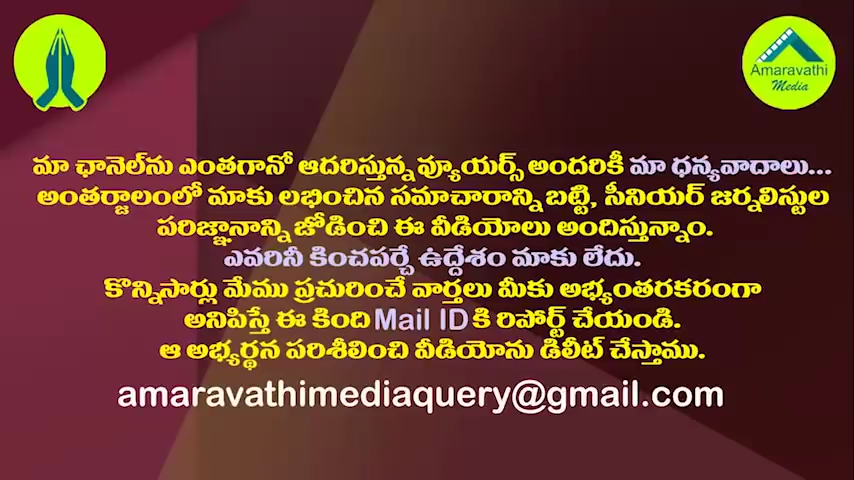 Amaravathi
Media
మా ఛానెల్‌ను ఎంతగానో ఆదరిస్తున్న వ్యూయర్స్ అందరికీ మా ధన్యవాదాలు...
అంతర్జాలంలో మాకు లభించిన సమాచారాన్ని బట్టి, సీనియర్ జర్నలిస్టుల
పరిజ్ఞానాన్ని జోడించి ఈ వీడియోలు అందిస్తున్నాం.
ఎవరినీ కించపర్చే ఉద్దేశం మాకు లేదు.
కొన్నిసార్లు మేము ప్రచురించే వార్తలు మీకు అభ్యంతరకరంగా
అనిపిస్తే ఈ కింది Mail ID కి రిపోర్ట్ చేయండి.
ఆ అభ్యర్థన పరిశీలించి వీడియోను డిలీట్ చేస్తాము.
amaravathimediaquery@gmail.com